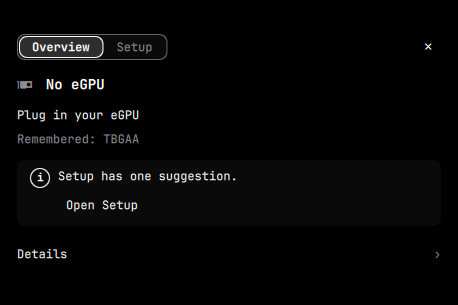 Overview Setup ×
No eGPU
Plug in your eGPU
Remembered: TBGAA
i Setup has one suggestion.
Open Setup
Details ›